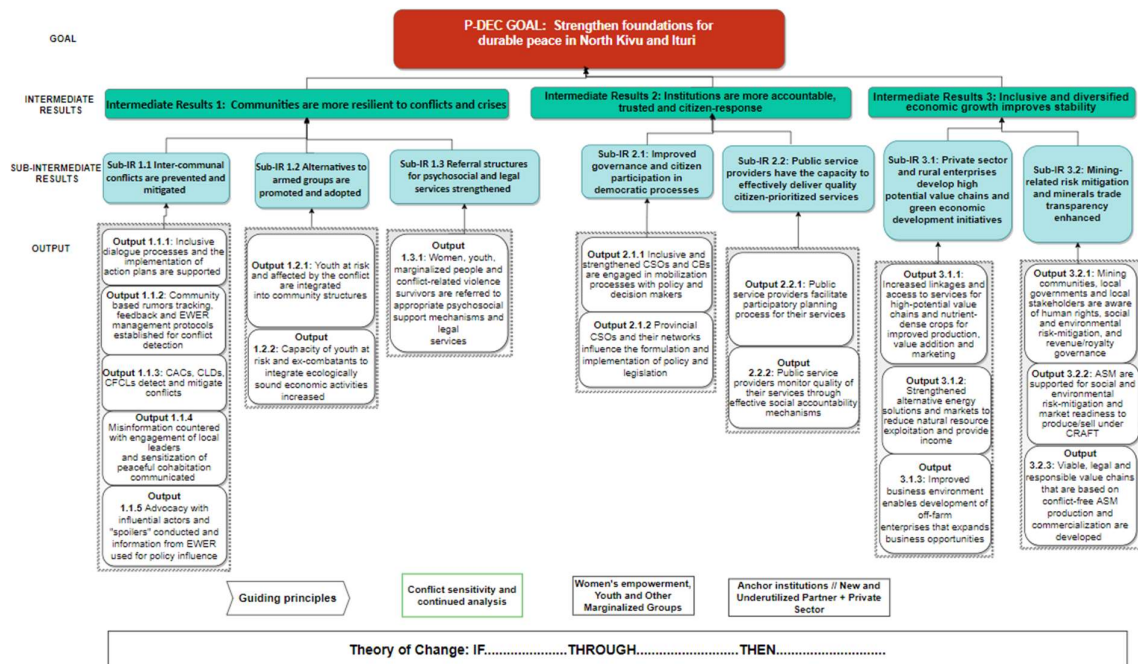 GOAL
P-DEC GOAL: Strengthen foundations for
durable peace in North Kivu and Ituri
INTERMEDIATE
RESULTS
Intermediate Results 1: Communities are more resilient to conflicts and crises
Intermediate Results 2: Institutions are more accountable,
trusted and citizen-response
Intermediate Results 3: Inclusive and diversified
economic growth improves stability
SUB-INTERMEDIATE
RESULTS
Sub-IR 1.1 Inter-communal
conflicts are prevented and
mitigated
Sub-IR 1.2 Alternatives to
armed groups are
promoted and adopted
Sub-IR 1.3 Referral structures
for psychosocial and legal
services strengthened
Sub-IR 2.1: Improved
governance and citizen
participation in
democratic processes
Sub-IR 2.2: Public service
providers have the capacity to
effectively deliver quality
citizen-prioritized services
Sub-IR 3.1: Private sector
and rural enterprises
develop high
potential value chains and
green economic
development initiatives
Sub-IR 3.2: Mining-
related risk mitigation
and minerals trade
transparency
enhanced
OUTPUT
Output 1.1.1: Inclusive
dialogue processes and the
implementation of
action plans are supported
Output 1.1.2: Community
based rumors tracking,
feedback and EWER
management protocols
established for conflict
detection
Output 1.1.3: CACs, CLDs,
CFCLs detect and mitigate
conflicts
Output 1.1.4
Misinformation countered
with engagement of local
leaders
and sensitization of
peaceful cohabitation
communicated
Output
1.1.5 Advocacy with
influential actors and
"spoilers" conducted and
information from EWER
used for policy influence
Output 1.2.1: Youth at risk
and affected by the conflict
are integrated
into community structures
1.2.2: Capacity of youth at
risk and ex-combatants to
integrate ecologically
sound economic activities
increased
Output
1.3.1: Women, youth,
marginalized people and
conflict-related violence
survivors are referred to
appropriate psychosocial
support mechanisms and
legal
services
Output
2.1.1 Inclusive and
strengthened CSOs and CBs
are engaged in mobilization
processes with policy and
decision makers
Output 2.1.2 Provincial
CSOs and their networks
influence the formulation and
implementation of policy and
legislation
Output
2.2.1: Public
service providers facilitate
participatory planning
process for their services
Output
2.2.2: Public service
providers monitor quality of
their services through
effective social accountability
mechanisms
Output 3.1.1:
Increased linkages and
access to services for
high-potential value
chains and nutrient-
dense crops for
improved production,
value addition and
marketing
Output 3.1.2:
Strengthened
alternative energy
solutions and markets to
reduce natural resource
exploitation and provide
income
Output
3.1.3: Improved
business environment
enables development of
off-farm
enterprises that expands
business opportunities
Output 3.2.1: Mining
communities, local
governments and local
stakeholders are aware
of human rights, social
and environmental
risk-mitigation, and
revenue/royalty
governance
Output 3.2.2: ASM are
supported for social and
environmental
risk-mitigation and
market readiness to
produce/sell under
CRAFT
Output
3.2.3: Viable, legal and
responsible value chains
that are based on
conflict-free ASM
production and
commercialization are
developed
Guiding principles
Conflict sensitivity and
continued analysis
Women's empowerment,
Youth and Other
Marginalized Groups
Anchor institutions // New and
Underutilized Partner + Private
Sector
Theory of Change: IF......................THROUGH...........................THEN............................